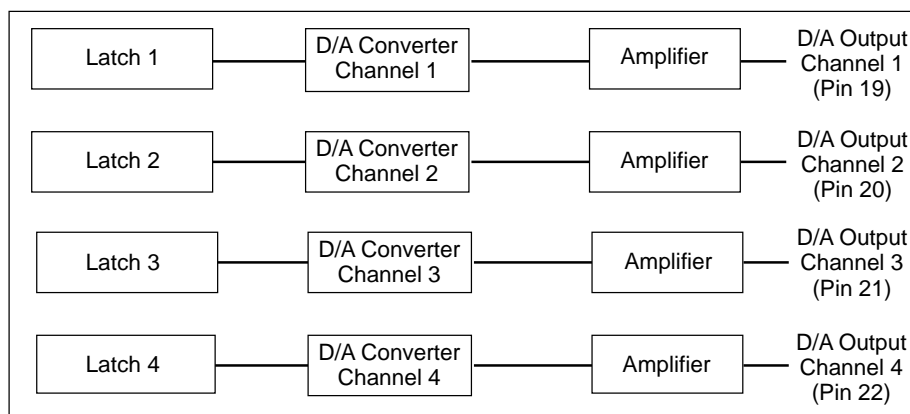 Latch 1
D/A Converter
Channel 1
Amplifier
D/A Output
Channel 1
(Pin 19)
Latch 2
D/A Converter
Channel 2
Amplifier
D/A Output
Channel 2
(Pin 20)
Latch 3
D/A Converter
Channel 3
Amplifier
D/A Output
Channel 3
(Pin 21)
Latch 4
D/A Converter
Channel 4
Amplifier
D/A Output
Channel 4
(Pin 22)